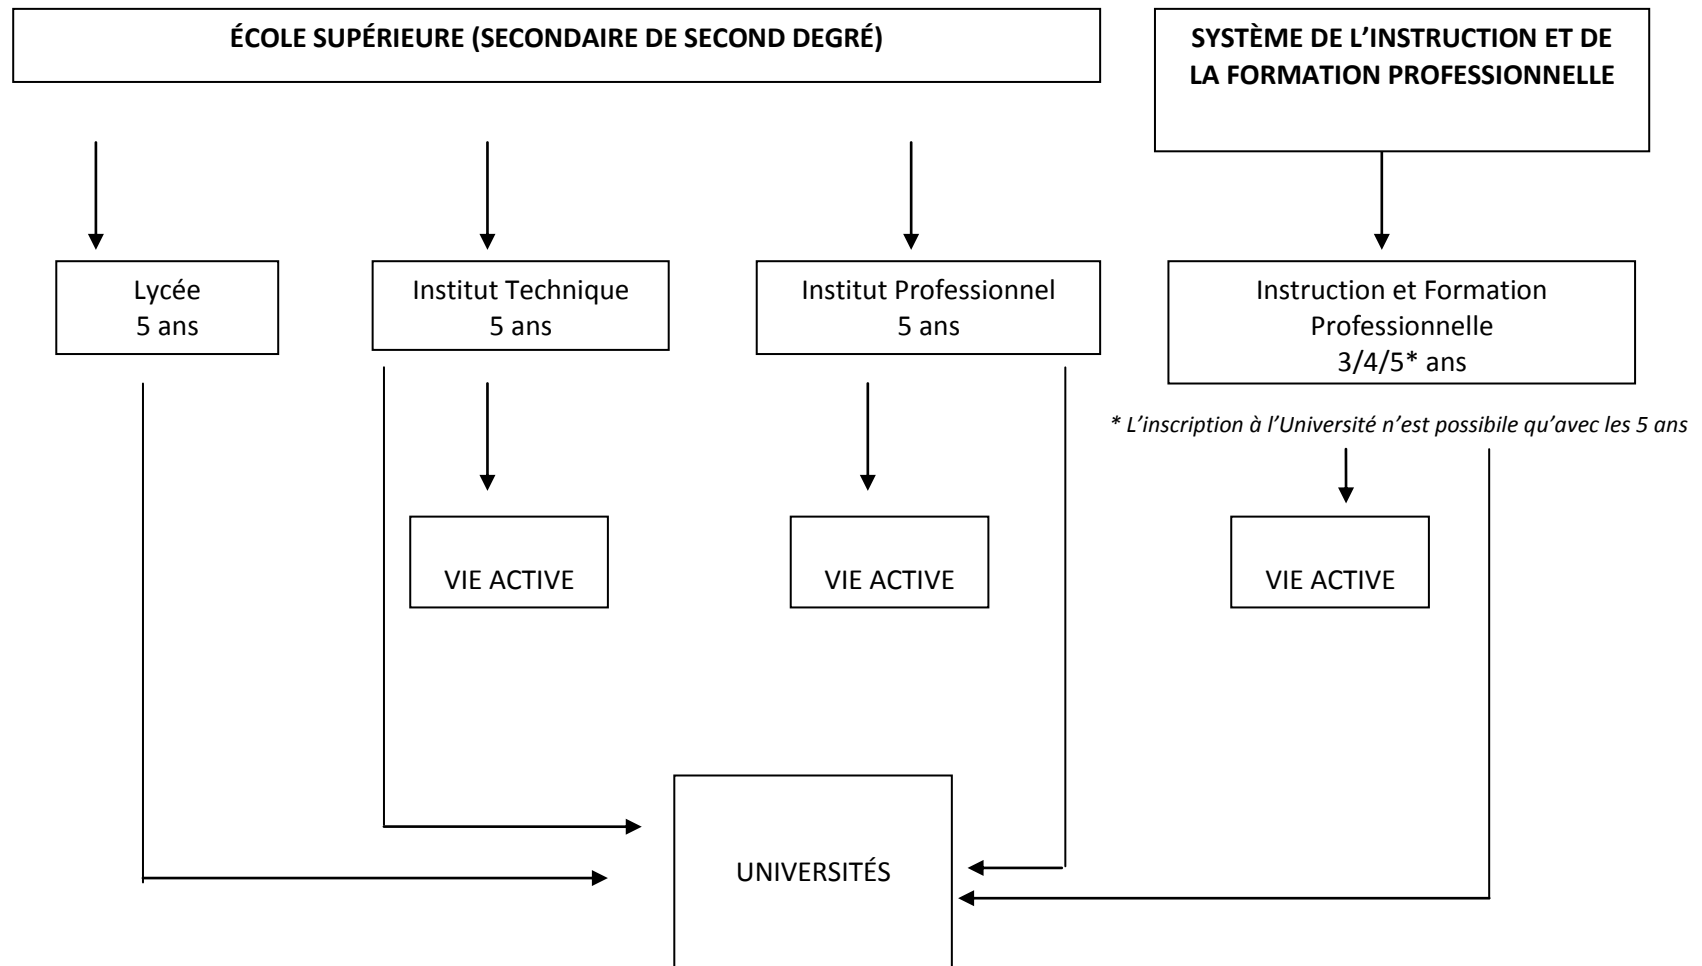 ÉCOLE SUPÉRIEURE (SECONDAIRE DE SECOND DEGRÉ)
SYSTÈME DE L’INSTRUCTION ET DE
LA FORMATION PROFESSIONNELLE
Lycée
5 ans
Institut Technique
5 ans
Institut Professionnel
5 ans
Instruction et Formation
Professionnelle
3/4/5* ans
* L’inscription à l’Université n’est possibile qu’avec les 5 ans
VIE ACTIVE
VIE ACTIVE
VIE ACTIVE
UNIVERSITÉS